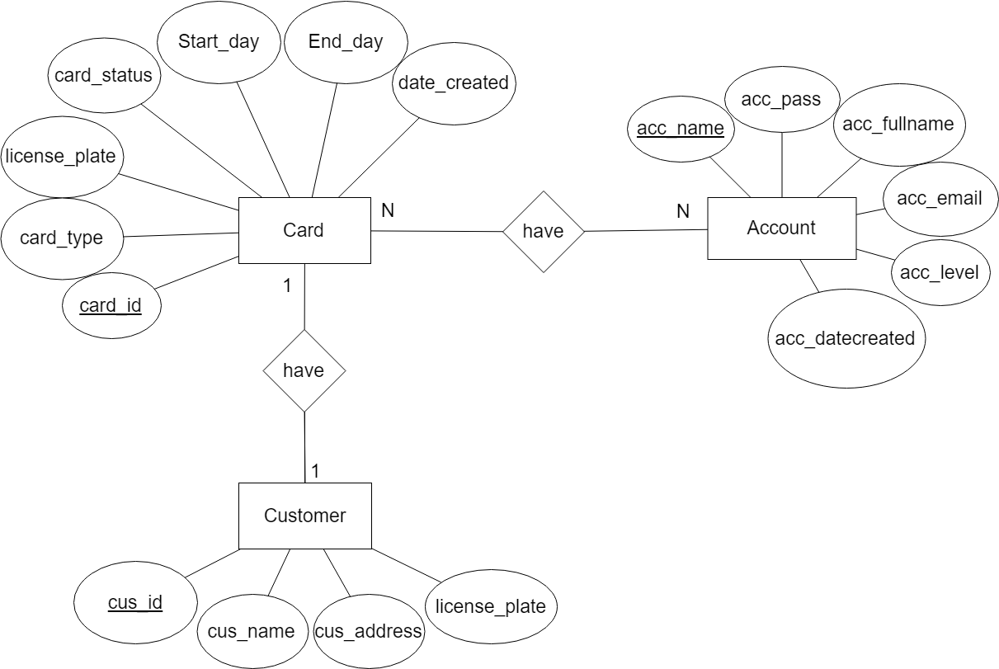 Start_day
End_day
card_status
date_created
acc_pass
acc_name
acc_fullname
license_plate
acc_email
N
N
Card
have
Account
card_type
acc_level
1
card_id
acc_datecreated
have
1
Customer
cus_id
license_plate
cus_name
cus_address